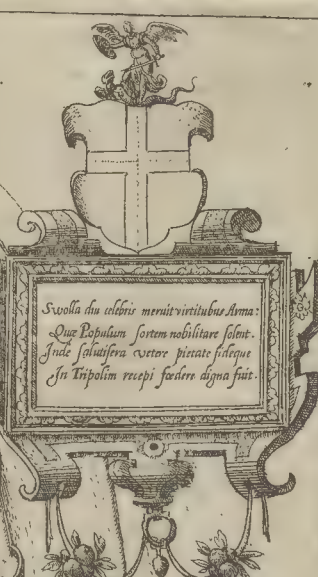 Swolla diu celebris meruit virtutibus Arma:
Quæ Populum fortem nobilitare solent.
Inde salutifera vetere pietate fideque
In Tripolim recepi fœdere digna fuit.